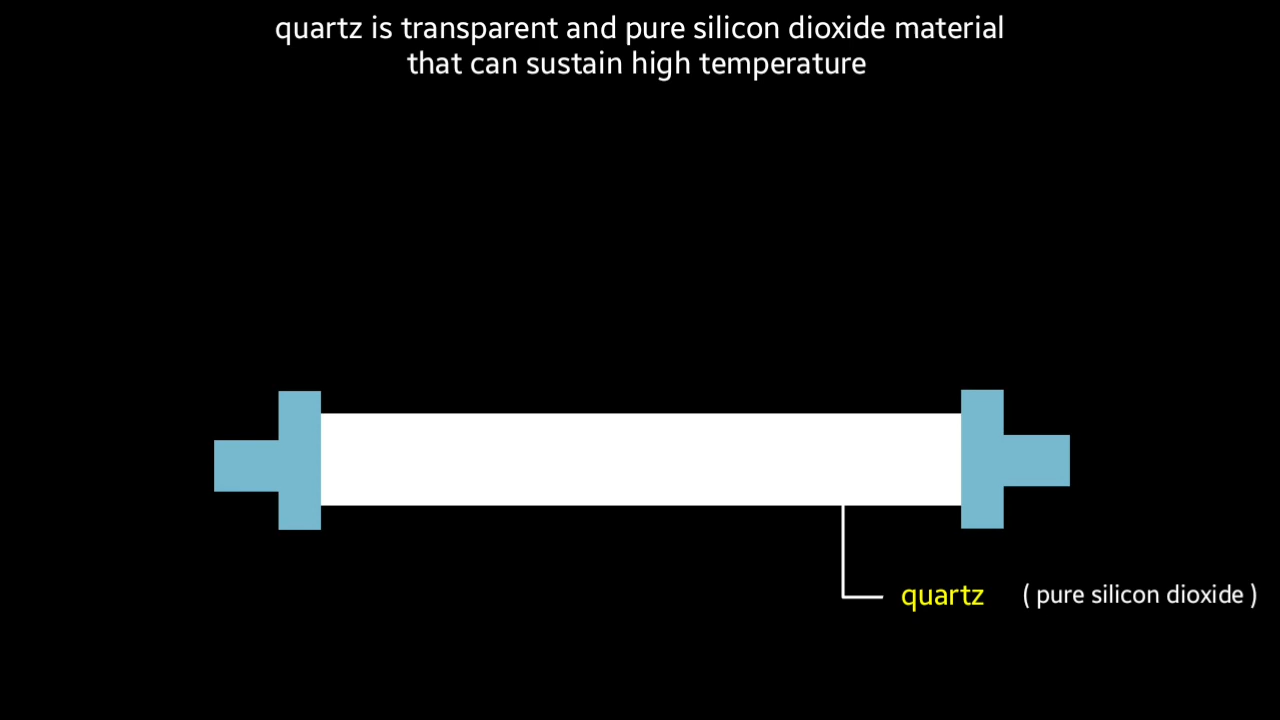 quartz is transparent and pure silicon dioxide material
that can sustain high temperature
quartz ( pure silicon dioxide )